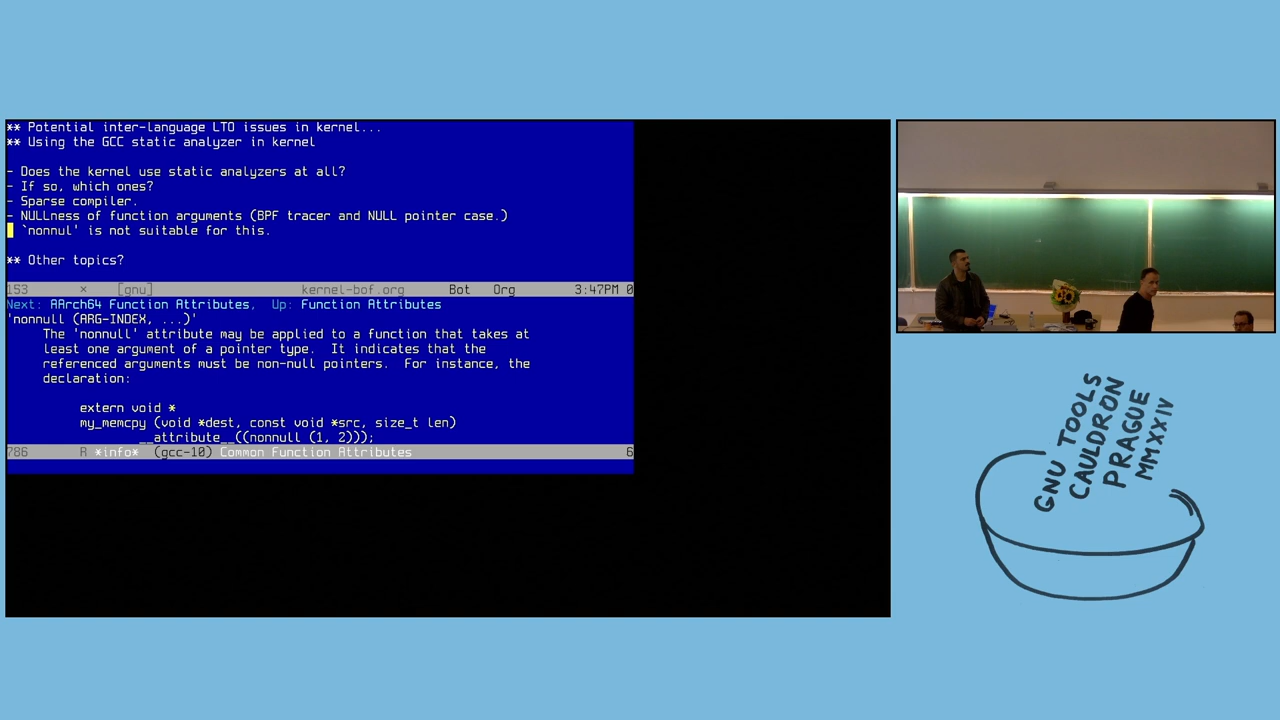 ** Potential inter-language LTO issues in kernel...
** Using the GCC static analyzer in kernel
- Does the kernel use static analyzers at all?
- If so, which ones?
- Sparse compiler.
- NULLness of function arguments (BPF tracer and NULL pointer case.)
`nonnul' is not suitable for this.
** Other topics?
153 × [gnu] kernel-bof.org Bot Org 3:47PM 0
Next: AArch64 Function Attributes, Up: Function Attributes
'nonnull (ARG-INDEX, ...)'
The 'nonnull' attribute may be applied to a function that takes at
least one argument of a pointer type. It indicates that the
referenced arguments must be non-null pointers. For instance, the
declaration:
extern void *
my_memcpy (void *dest, const void *src, size_t len)
__attribute__((nonnull (1, 2)));
786 R *info* (gcc-10) Common Function Attributes 6
GNU TOOLS
CAULDRON
PRAGUE
MMXXIV